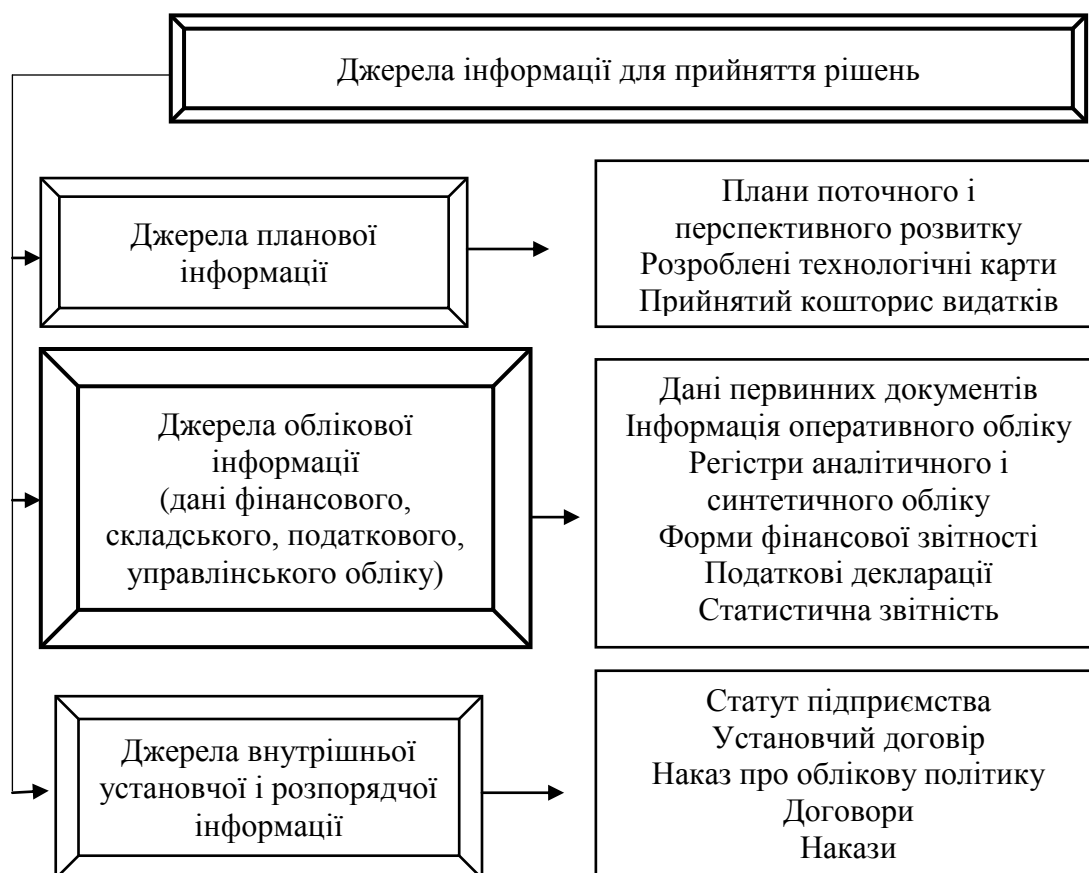 Джерела інформації для прийняття рішень
Джерела планової
інформації
Плани поточного і
перспективного розвитку
Розроблені технологічні карти
Прийнятий кошторис видатків
Джерела облікової
інформації
(дані фінансового,
складського, податкового,
управлінського обліку)
Дані первинних документів
Інформація оперативного обліку
Регістри аналітичного і
синтетичного обліку
Форми фінансової звітності
Податкові декларації
Статистична звітність
Джерела внутрішньої
установчої і розпорядчої
інформації
Статут підприємства
Установчий договір
Наказ про облікову політику
Договори
Накази